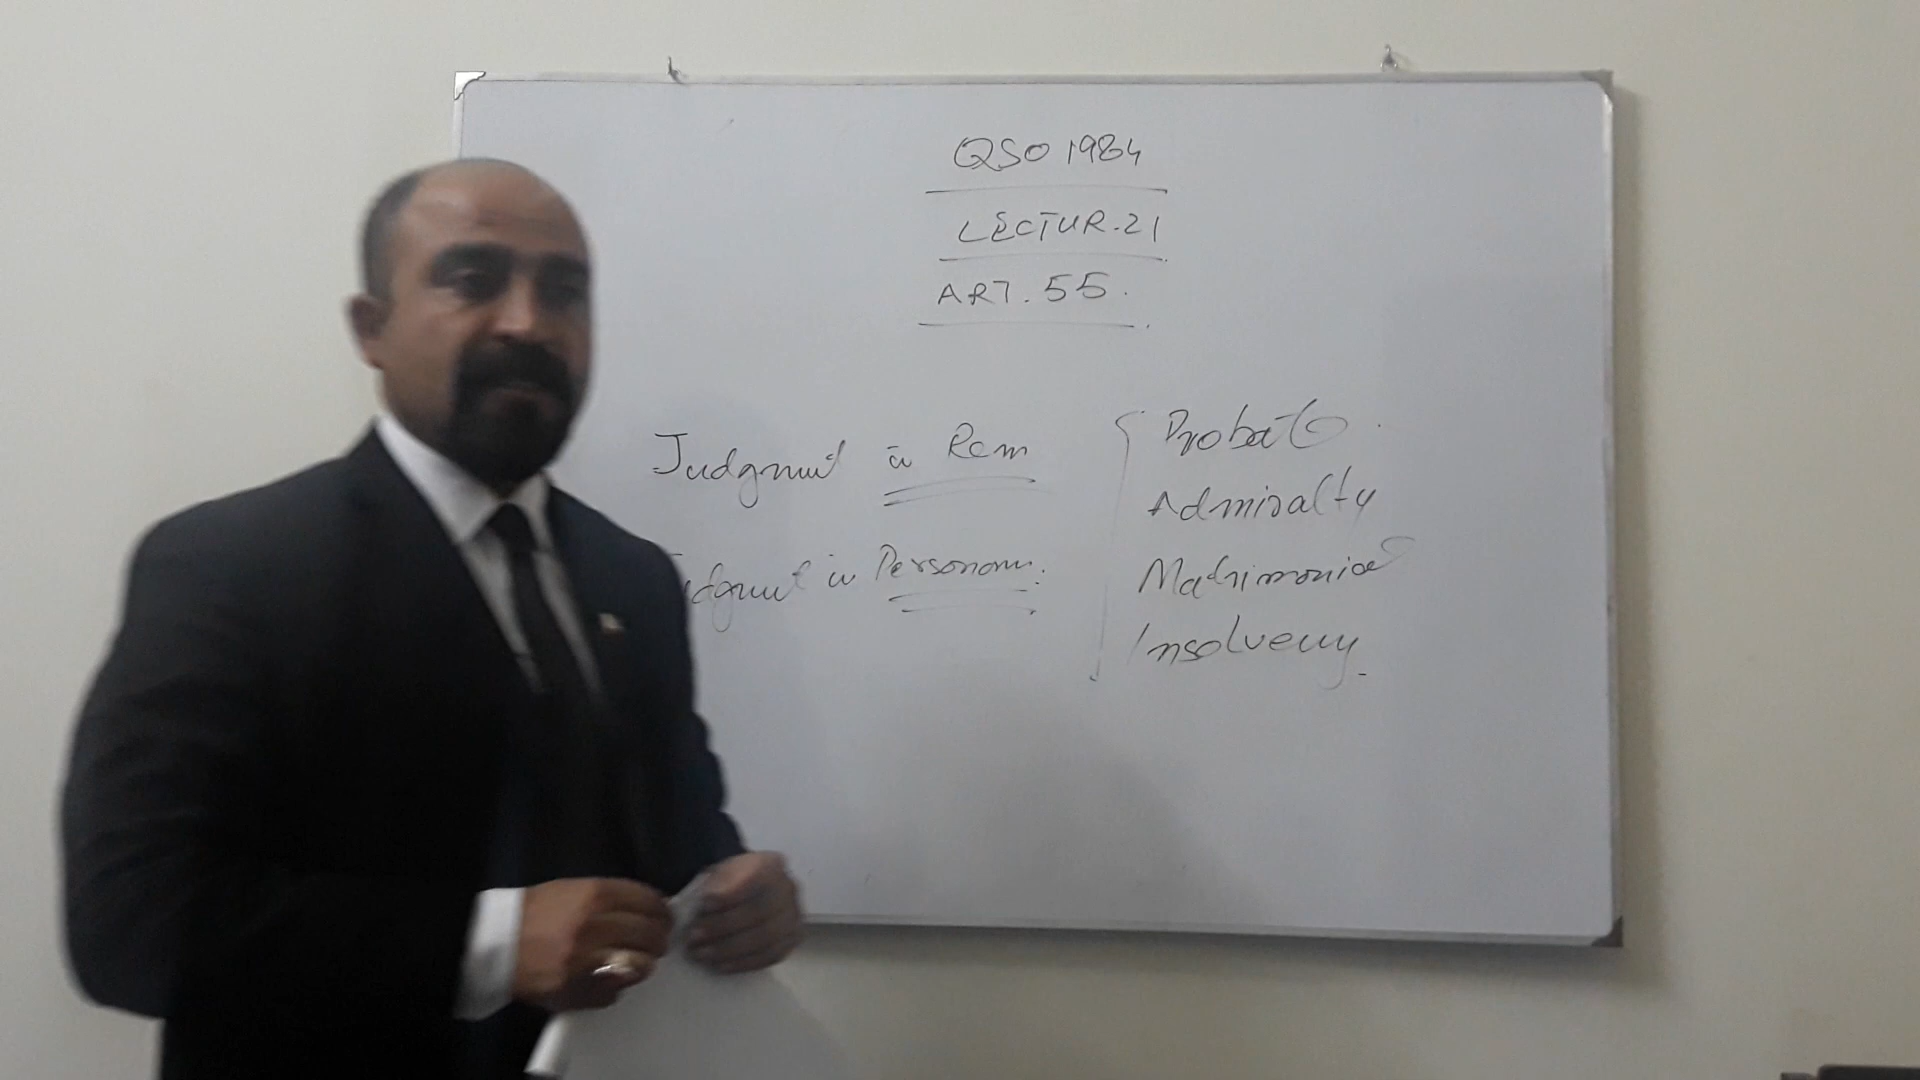 QSO 1984
LECTUR.21
ART. 55.
Judgment in Rem
Judgment in Personam.
Probate.
Admiralty
Matrimonial
Insolvency.